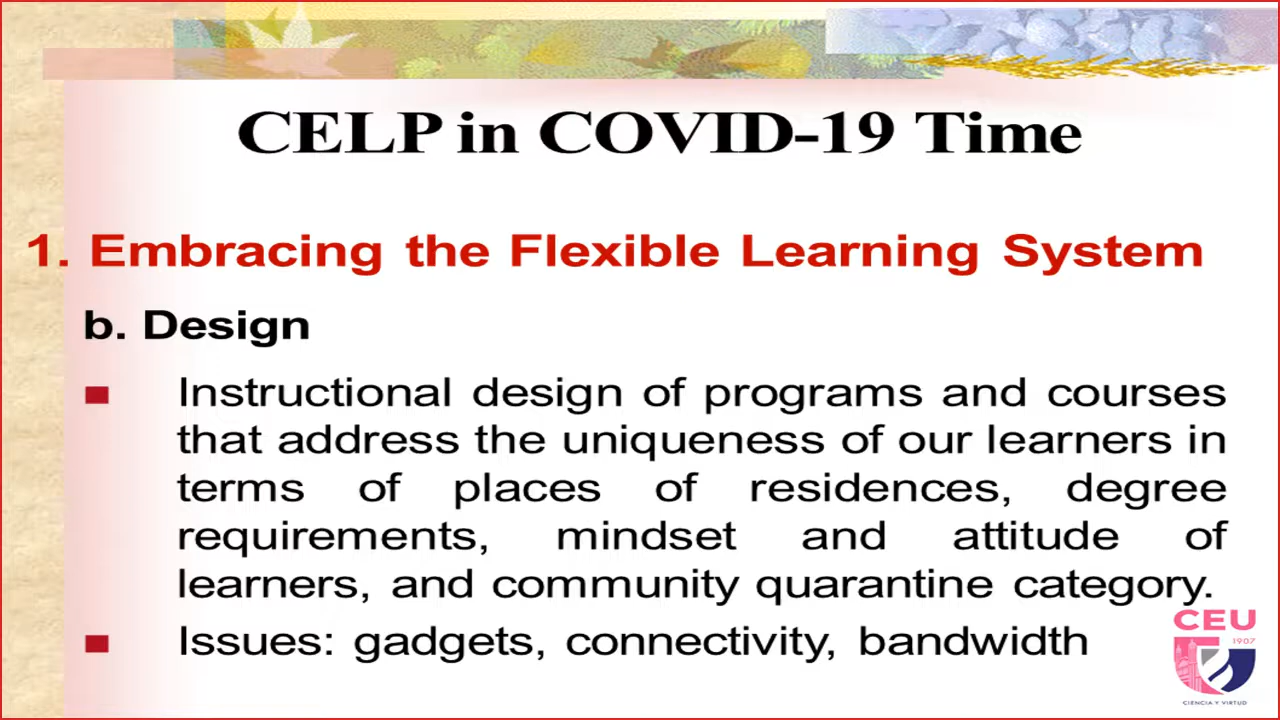 CELP in COVID-19 Time
1. Embracing the Flexible Learning System
b. Design
Instructional design of programs and courses
that address the uniqueness of our learners in
terms of places of residences, degree
requirements, mindset and attitude of
learners, and community quarantine category.
Issues: gadgets, connectivity, bandwidth
CEU
1907
CIENCIA Y VIRTUD